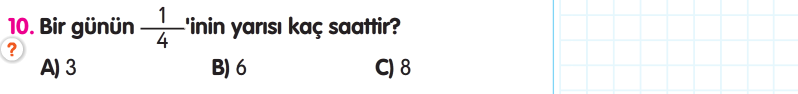 10. Bir günün 1/4'inin yarısı kaç saattir?
?
A) 3 B) 6 C) 8